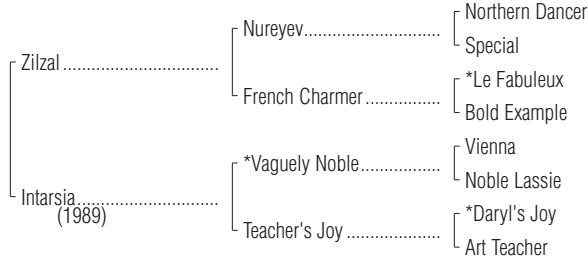 Northern Dancer
Nureyev..............................
Special
Zilzal ..................................
*Le Fabuleux
French Charmer ................
Bold Example
Vienna
*Vaguely Noble..................
Noble Lassie
Intarsia...............................
(1989)
*Daryl's Joy
Teacher's Joy ....................
Art Teacher